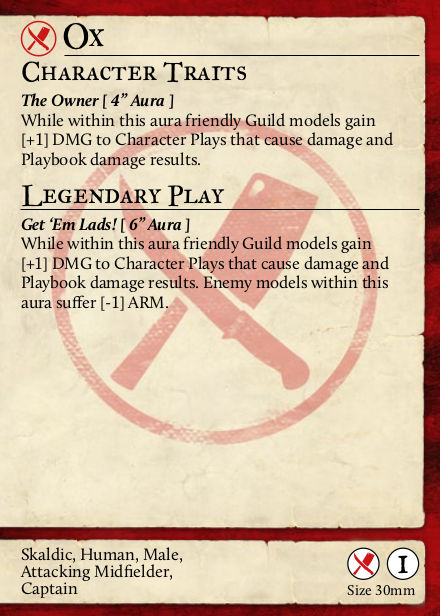 Ox
Character Traits
The Owner [ 4” Aura ]
While within this aura friendly Guild models gain
[+1] DMG to Character Plays that cause damage and
Playbook damage results.
Legendary Play
Get ‘Em Lads! [ 6” Aura ]
While within this aura friendly Guild models gain
[+1] DMG to Character Plays that cause damage and
Playbook damage results. Enemy models within this
aura suffer [-1] ARM.
Skaldic, Human, Male,
Attacking Midfielder,
Captain
1
Size 30mm